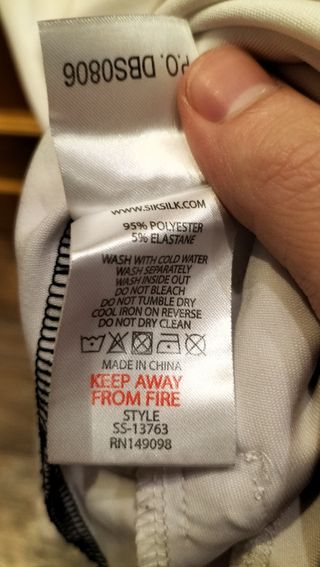 P.O. DBS0806
WWW.SIKSILK.COM
95% POLYESTER
5% ELASTANE
WASH WITH COLD WATER
WASH SEPARATELY
WASH INSIDE OUT
DO NOT BLEACH
DO NOT TUMBLE DRY
COOL IRON ON REVERSE
DO NOT DRY CLEAN
MADE IN CHINA
KEEP AWAY
FROM FIRE
STYLE
SS-13763
RN149098